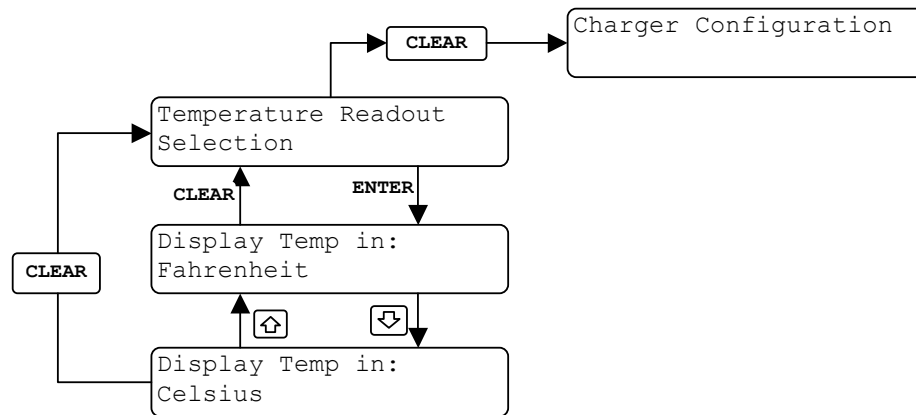 CLEAR
Charger Configuration
Temperature Readout
Selection
CLEAR
ENTER
Display Temp in:
Fahrenheit
CLEAR
Display Temp in:
Celsius